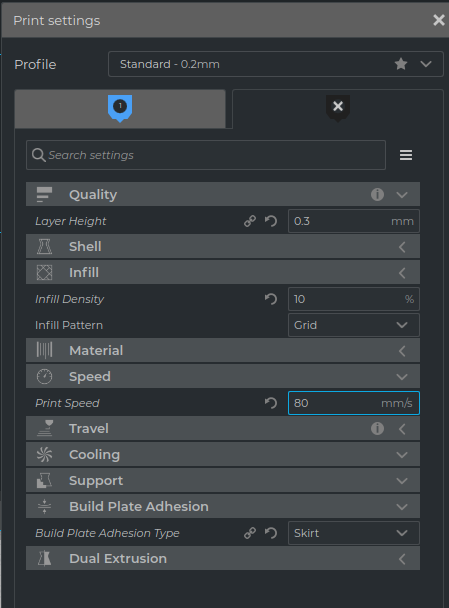 Print settings
Profile
Standard - 0.2mm
1
Search settings
Quality
Layer Height
0.3 mm
Shell
Infill
Infill Density
10 %
Infill Pattern
Grid
Material
Speed
Print Speed
80 mm/s
Travel
Cooling
Support
Build Plate Adhesion
Build Plate Adhesion Type
Skirt
Dual Extrusion